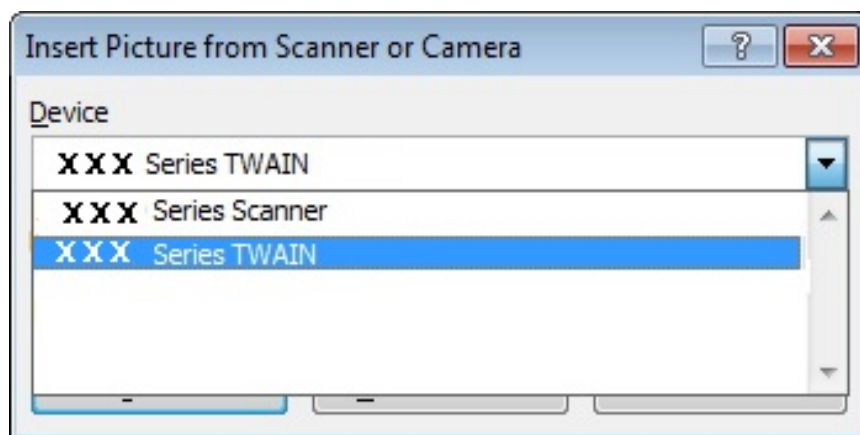 Insert Picture from Scanner or Camera
Device
XXX Series TWAIN
XXX Series Scanner
XXX Series TWAIN